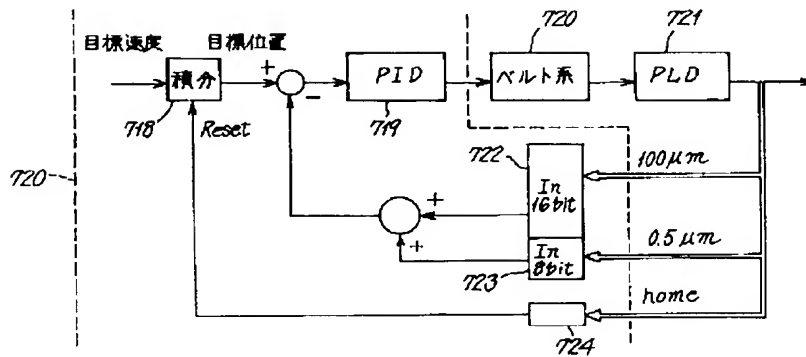 目標速度
積分
718
Reset
目標位置
+
−
PID
719
720
ベルト系
721
PLD
720
722
In
16bit
100μm
+
+
In
8bit
723
0.5μm
724
home